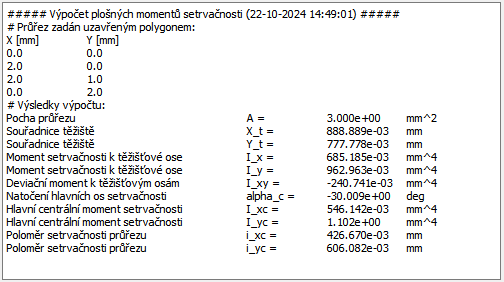 ##### Výpočet plošných momentů setrvačnosti (22-10-2024 14:49:01) #####
# Průřez zadán uzavřeným polygonem:
X [mm] Y [mm]
0.0 0.0
2.0 0.0
2.0 1.0
0.0 2.0
# Výsledky výpočtu:
Pocha průřezu A = 3.000e+00 mm^2
Souřadnice těžiště X_t = 888.889e-03 mm
Souřadnice těžiště Y_t = 777.778e-03 mm
Moment setrvačnosti k těžišťové ose I_x = 685.185e-03 mm^4
Moment setrvačnosti k těžišťové ose I_y = 962.963e-03 mm^4
Deviační moment k těžišťovým osám I_xy = -240.741e-03 mm^4
Natočení hlavních os setrvačnosti alpha_c = -30.009e+00 deg
Hlavní centrální moment setrvačnosti I_xc = 546.142e-03 mm^4
Hlavní centrální moment setrvačnosti I_yc = 1.102e+00 mm^4
Poloměr setrvačnosti průřezu i_xc = 426.670e-03 mm
Poloměr setrvačnosti průřezu i_yc = 606.082e-03 mm